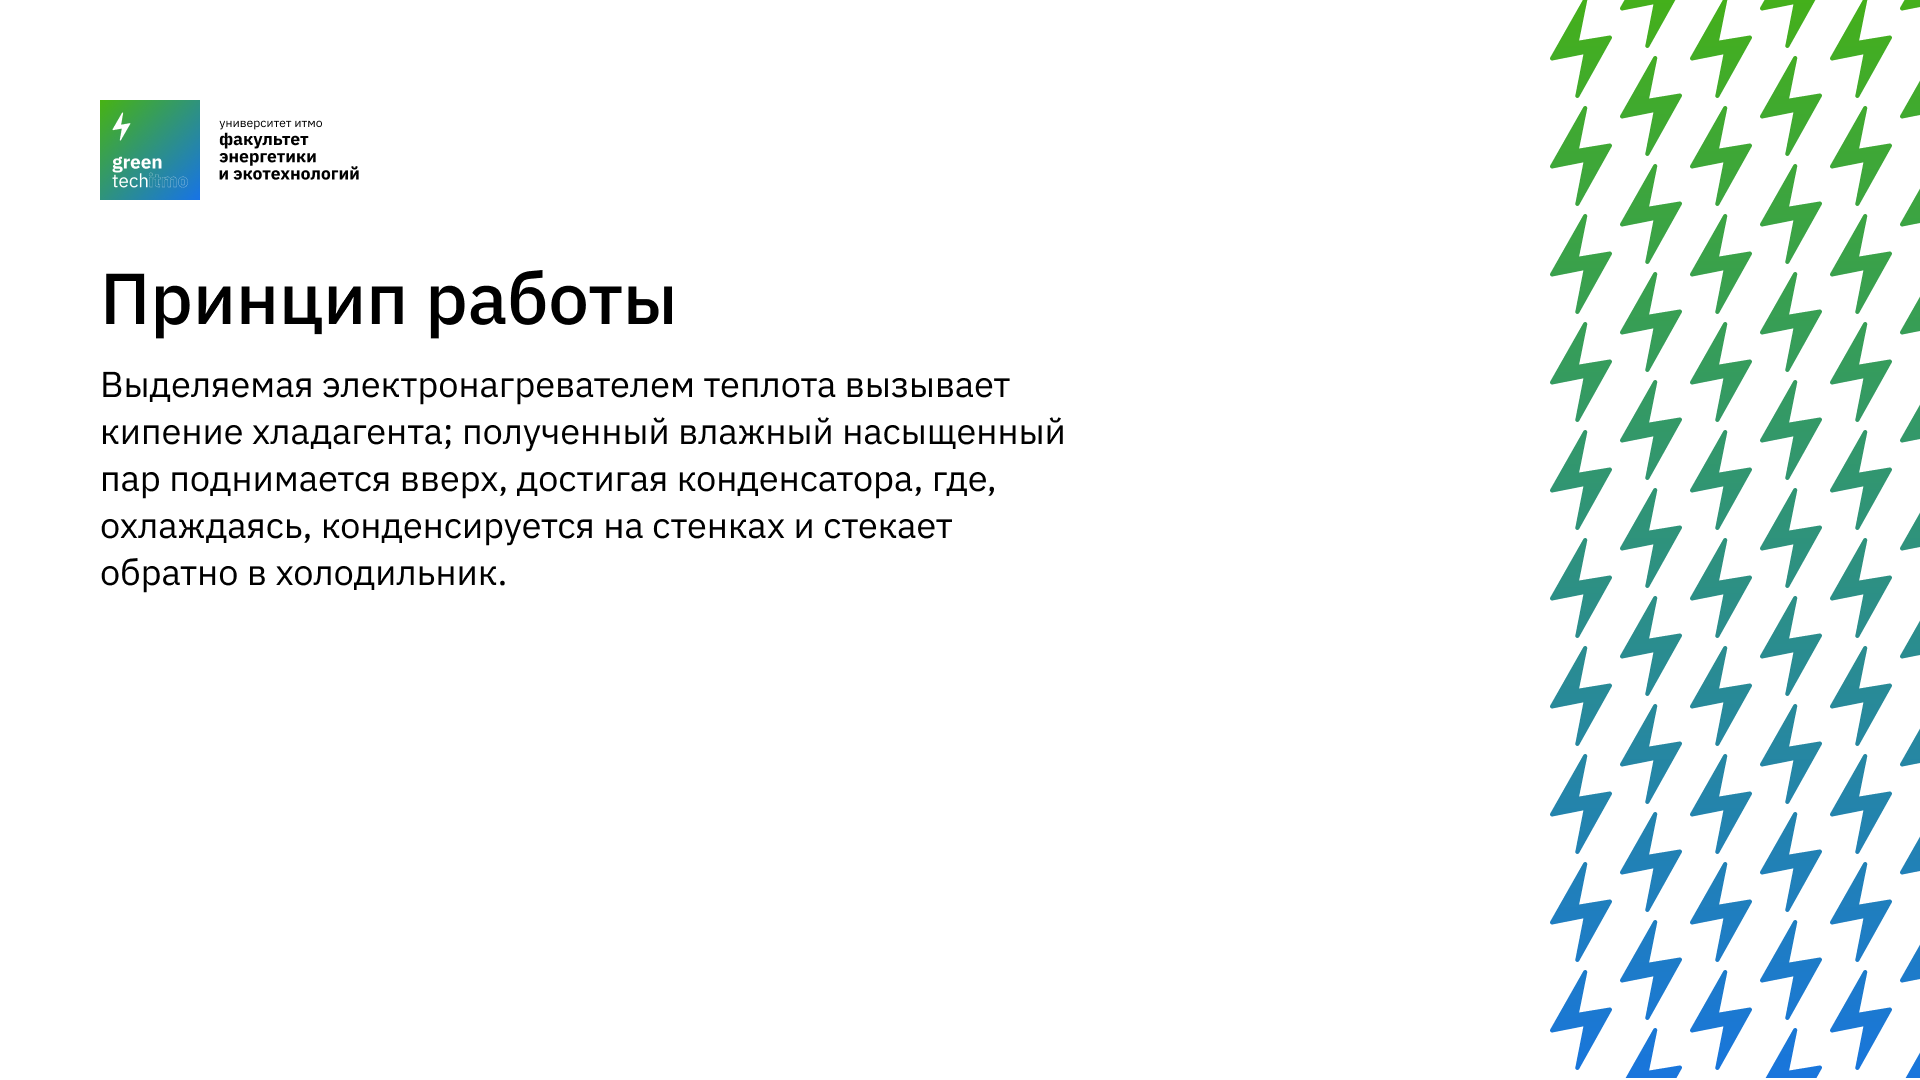 green
techitmo
университет итмо
факультет
энергетики
и экотехнологий
Принцип работы
Выделяемая электронагревателем теплота вызывает
кипение хладагента; полученный влажный насыщенный
пар поднимается вверх, достигая конденсатора, где,
охлаждаясь, конденсируется на стенках и стекает
обратно в холодильник.